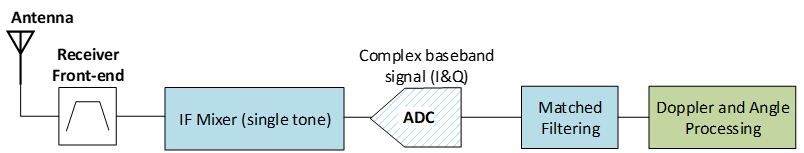 Antenna
Receiver
Front-end
IF Mixer (single tone)
Complex baseband
signal (I&Q)
ADC
Matched
Filtering
Doppler and Angle
Processing